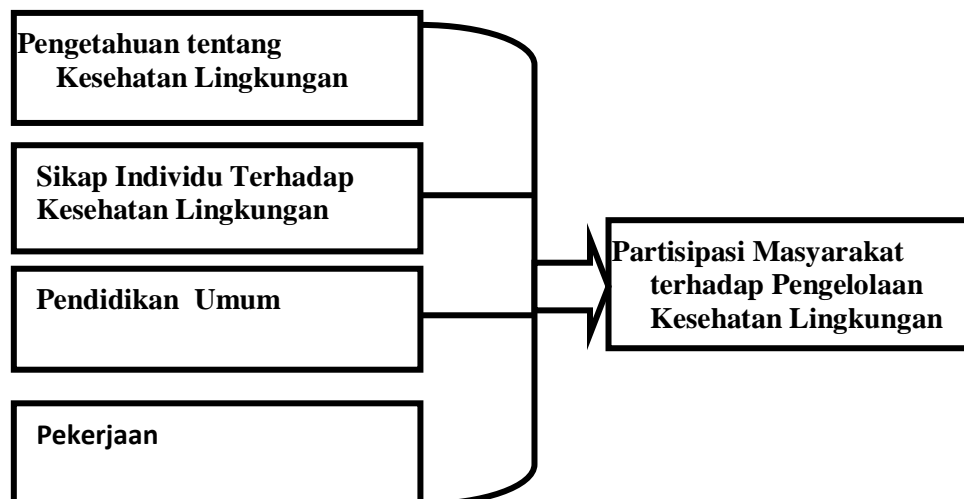 Pengetahuan tentang
Kesehatan Lingkungan
Sikap Individu Terhadap
Kesehatan Lingkungan
Pendidikan Umum
Pekerjaan
Partisipasi Masyarakat
terhadap Pengelolaan
Kesehatan Lingkungan